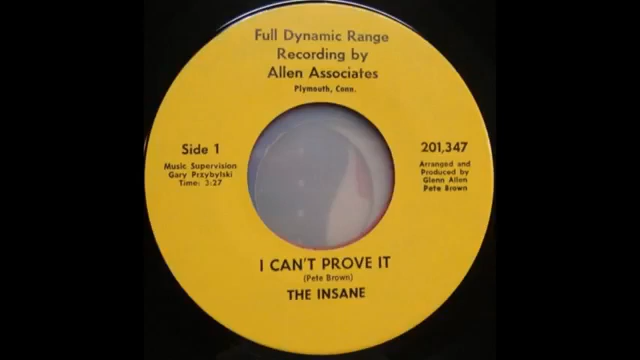 Full Dynamic Range
Recording by
Allen Associates
Plymouth, Conn.
Side 1
Music Supervision
Gary Przybylski
Time: 3:27
201,347
Arranged and
Produced by
Glenn Allen
Pete Brown
I CAN'T PROVE IT
(Pete Brown)
THE INSANE